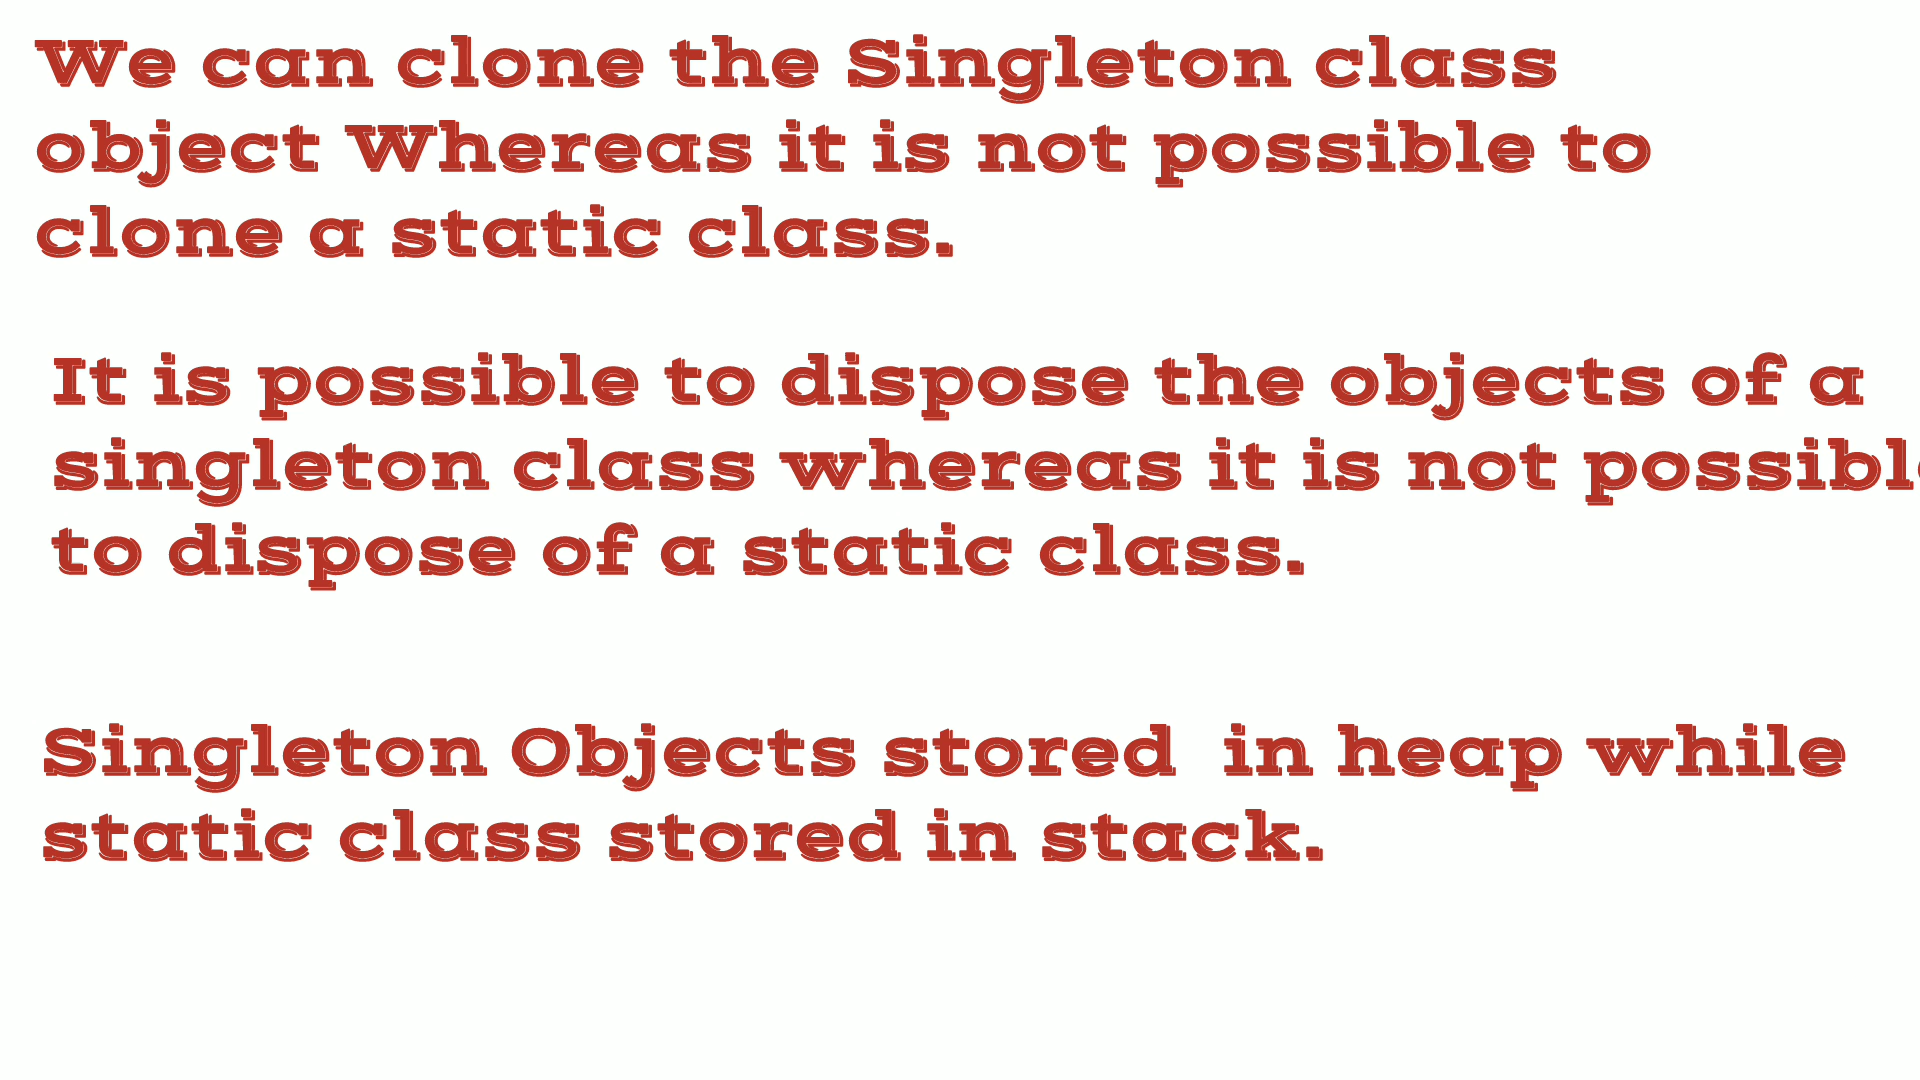 We can clone the Singleton class
object Whereas it is not possible to
clone a static class.
It is possible to dispose the objects of a
singleton class whereas it is not possible
to dispose of a static class.
Singleton Objects stored in heap while
static class stored in stack.